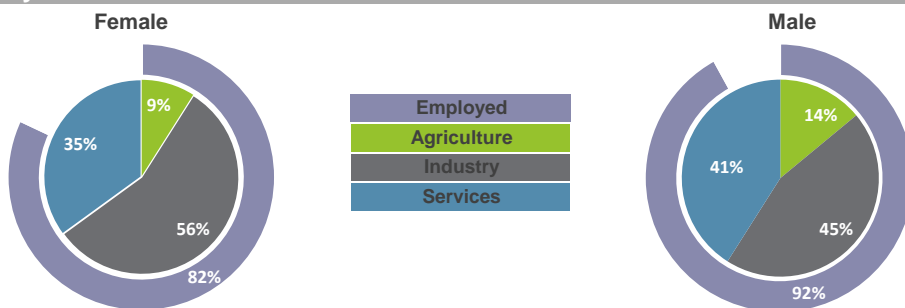 Female
Male
9%
35%
56%
82%
Employed
Agriculture
Industry
Services
14%
41%
45%
92%